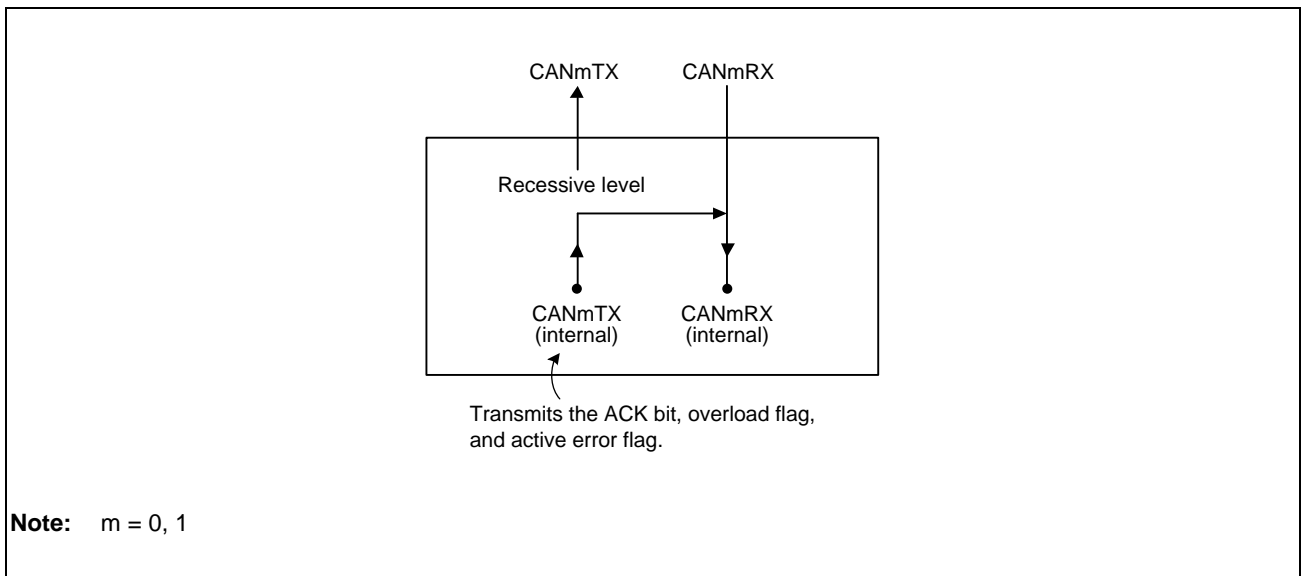 CANmTX
CANmRX
Recessive level
CANmTX
(internal)
CANmRX
(internal)
Transmits the ACK bit, overload flag,
and active error flag.
Note: m = 0, 1